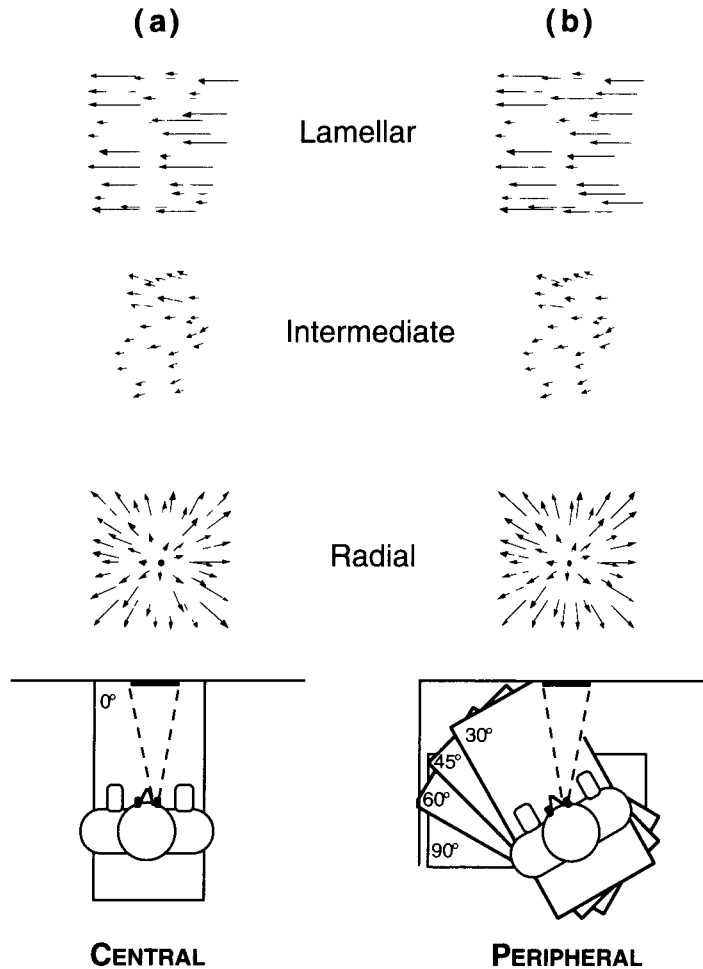 (a) (b)
Lamellar
Intermediate
Radial
0°
30°
45°
60°
90°
CENTRAL PERIPHERAL